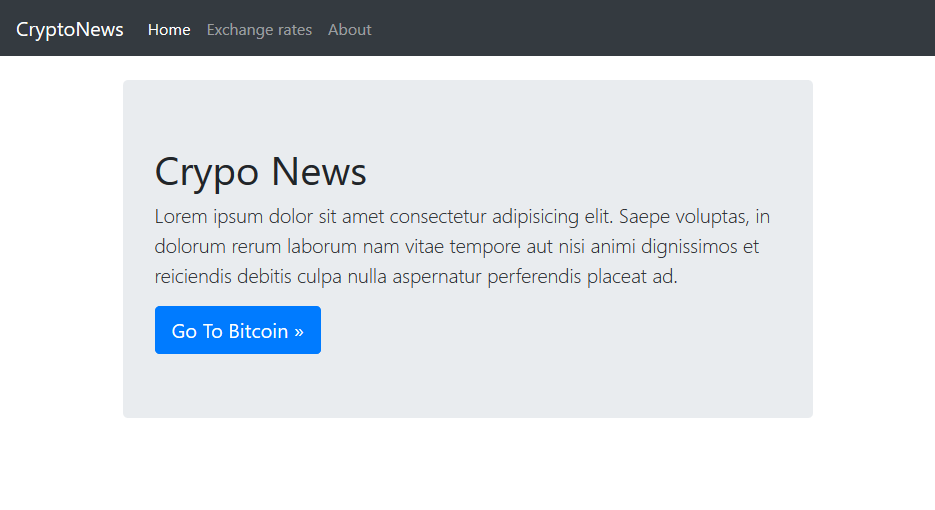 CryptoNews Home Exchange rates About
Crypo News
Lorem ipsum dolor sit amet consectetur adipisicing elit. Saepe voluptas, in
dolorum rerum laborum nam vitae tempore aut nisi animi dignissimos et
reiciendis debitis culpa nulla aspernatur perferendis placeat ad.
Go To Bitcoin »